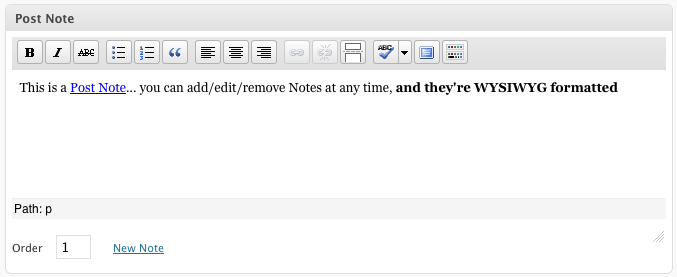 Post Note
B I ABC ABC
This is a Post Note... you can add/edit/remove Notes at any time, and they're WYSIWYG formatted
Path: p
Order 1 New Note